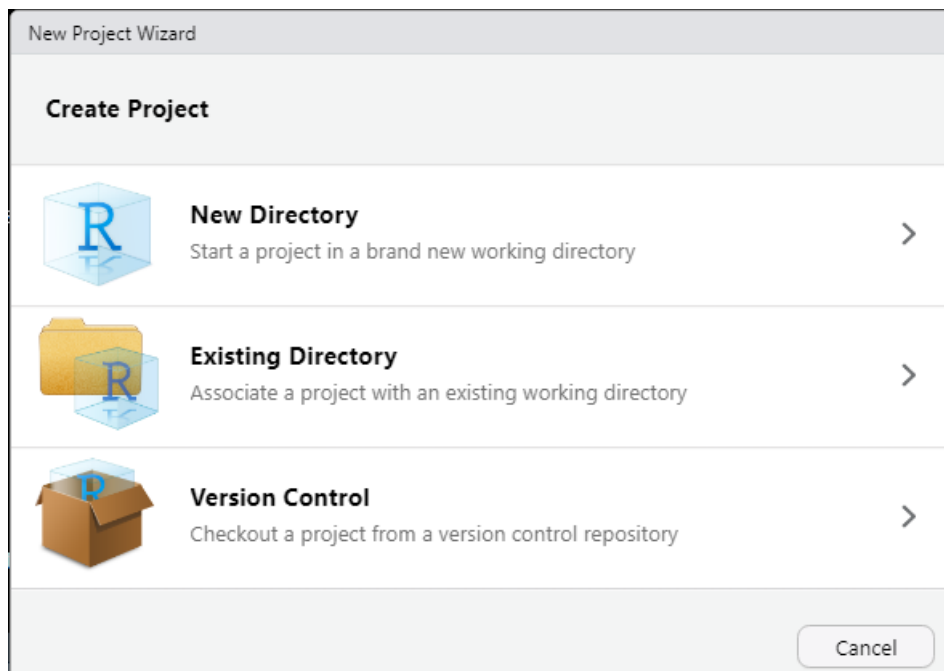 New Project Wizard
Create Project
New Directory
Start a project in a brand new working directory
Existing Directory
Associate a project with an existing working directory
Version Control
Checkout a project from a version control repository
Cancel